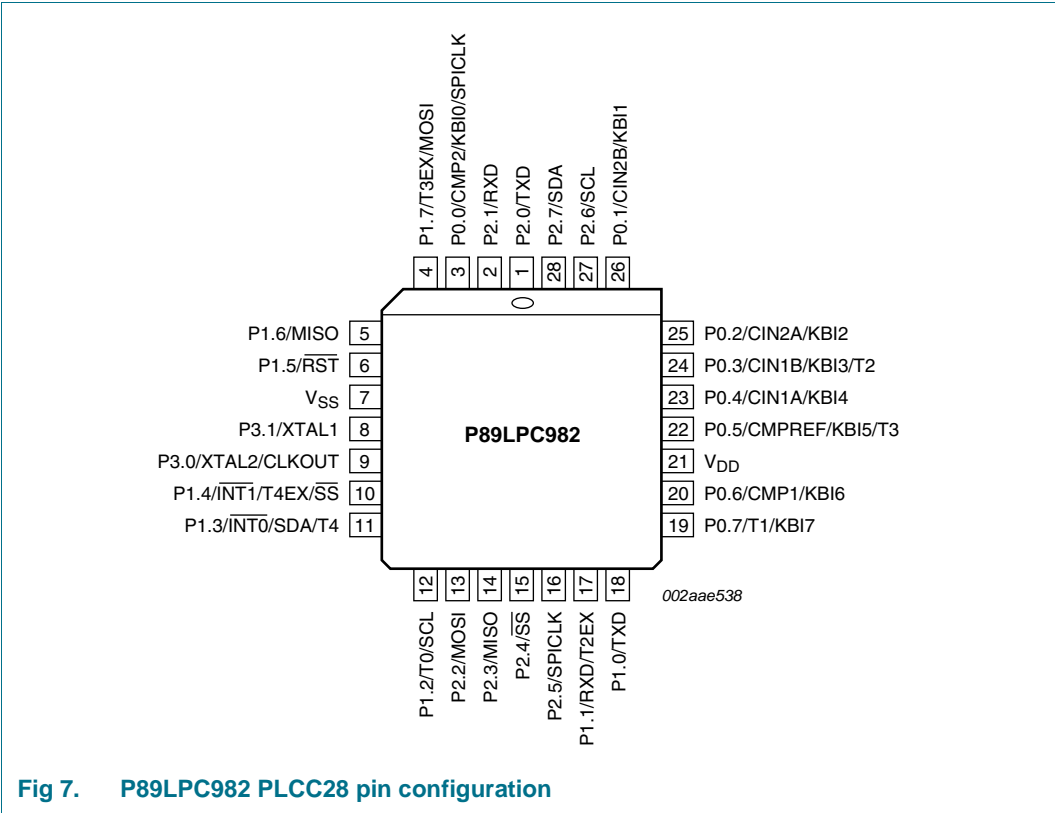 P1.7/T3EX/MOSI
P0.0/CMP2/KBI0/SPICLK
P2.1/RXD
P2.0/TXD
P2.7/SDA
P2.6/SCL
P0.1/CIN2B/KBI1
4
3
2
1
28
27
26
P1.6/MISO 5
P1.5/R̅S̅T̅ 6
VSS 7
P3.1/XTAL1 8
P3.0/XTAL2/CLKOUT 9
P1.4/I̅N̅T̅1̅/T4EX/S̅S̅ 10
P1.3/I̅N̅T̅0̅/SDA/T4 11
P89LPC982
25 P0.2/CIN2A/KBI2
24 P0.3/CIN1B/KBI3/T2
23 P0.4/CIN1A/KBI4
22 P0.5/CMPREF/KBI5/T3
21 VDD
20 P0.6/CMP1/KBI6
19 P0.7/T1/KBI7
12
13
14
15
16
17
18
P1.2/T0/SCL
P2.2/MOSI
P2.3/MISO
P2.4/S̅S̅
P2.5/SPICLK
P1.1/RXD/T2EX
P1.0/TXD
002aae538
Fig 7. P89LPC982 PLCC28 pin configuration